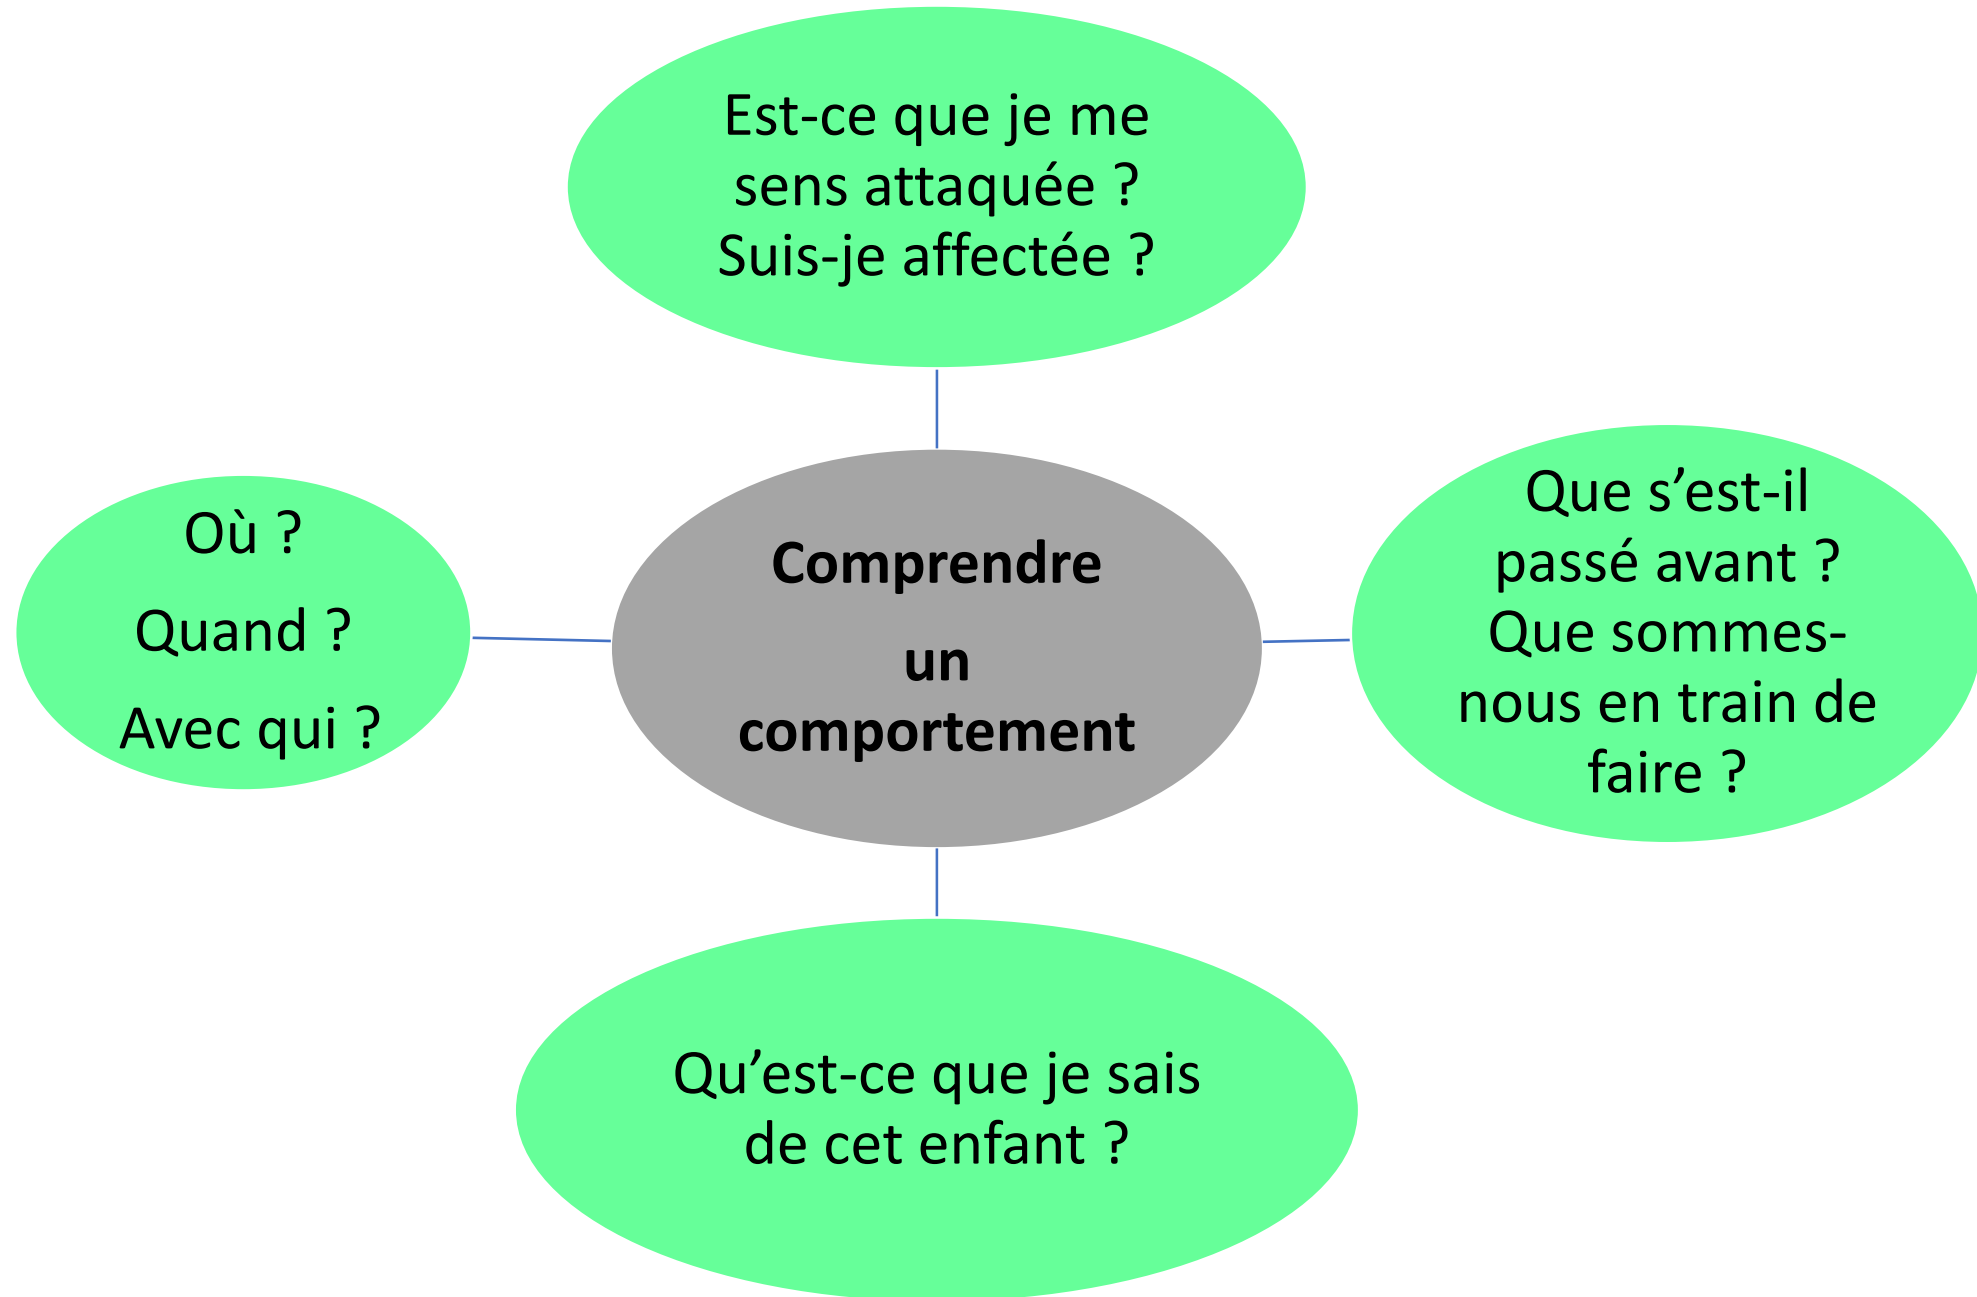 Est-ce que je me
sens attaquée ?
Suis-je affectée ?
Où ?
Quand ?
Avec qui ?
Comprendre
un
comportement
Que s’est-il
passé avant ?
Que sommes-
nous en train de
faire ?
Qu’est-ce que je sais
de cet enfant ?